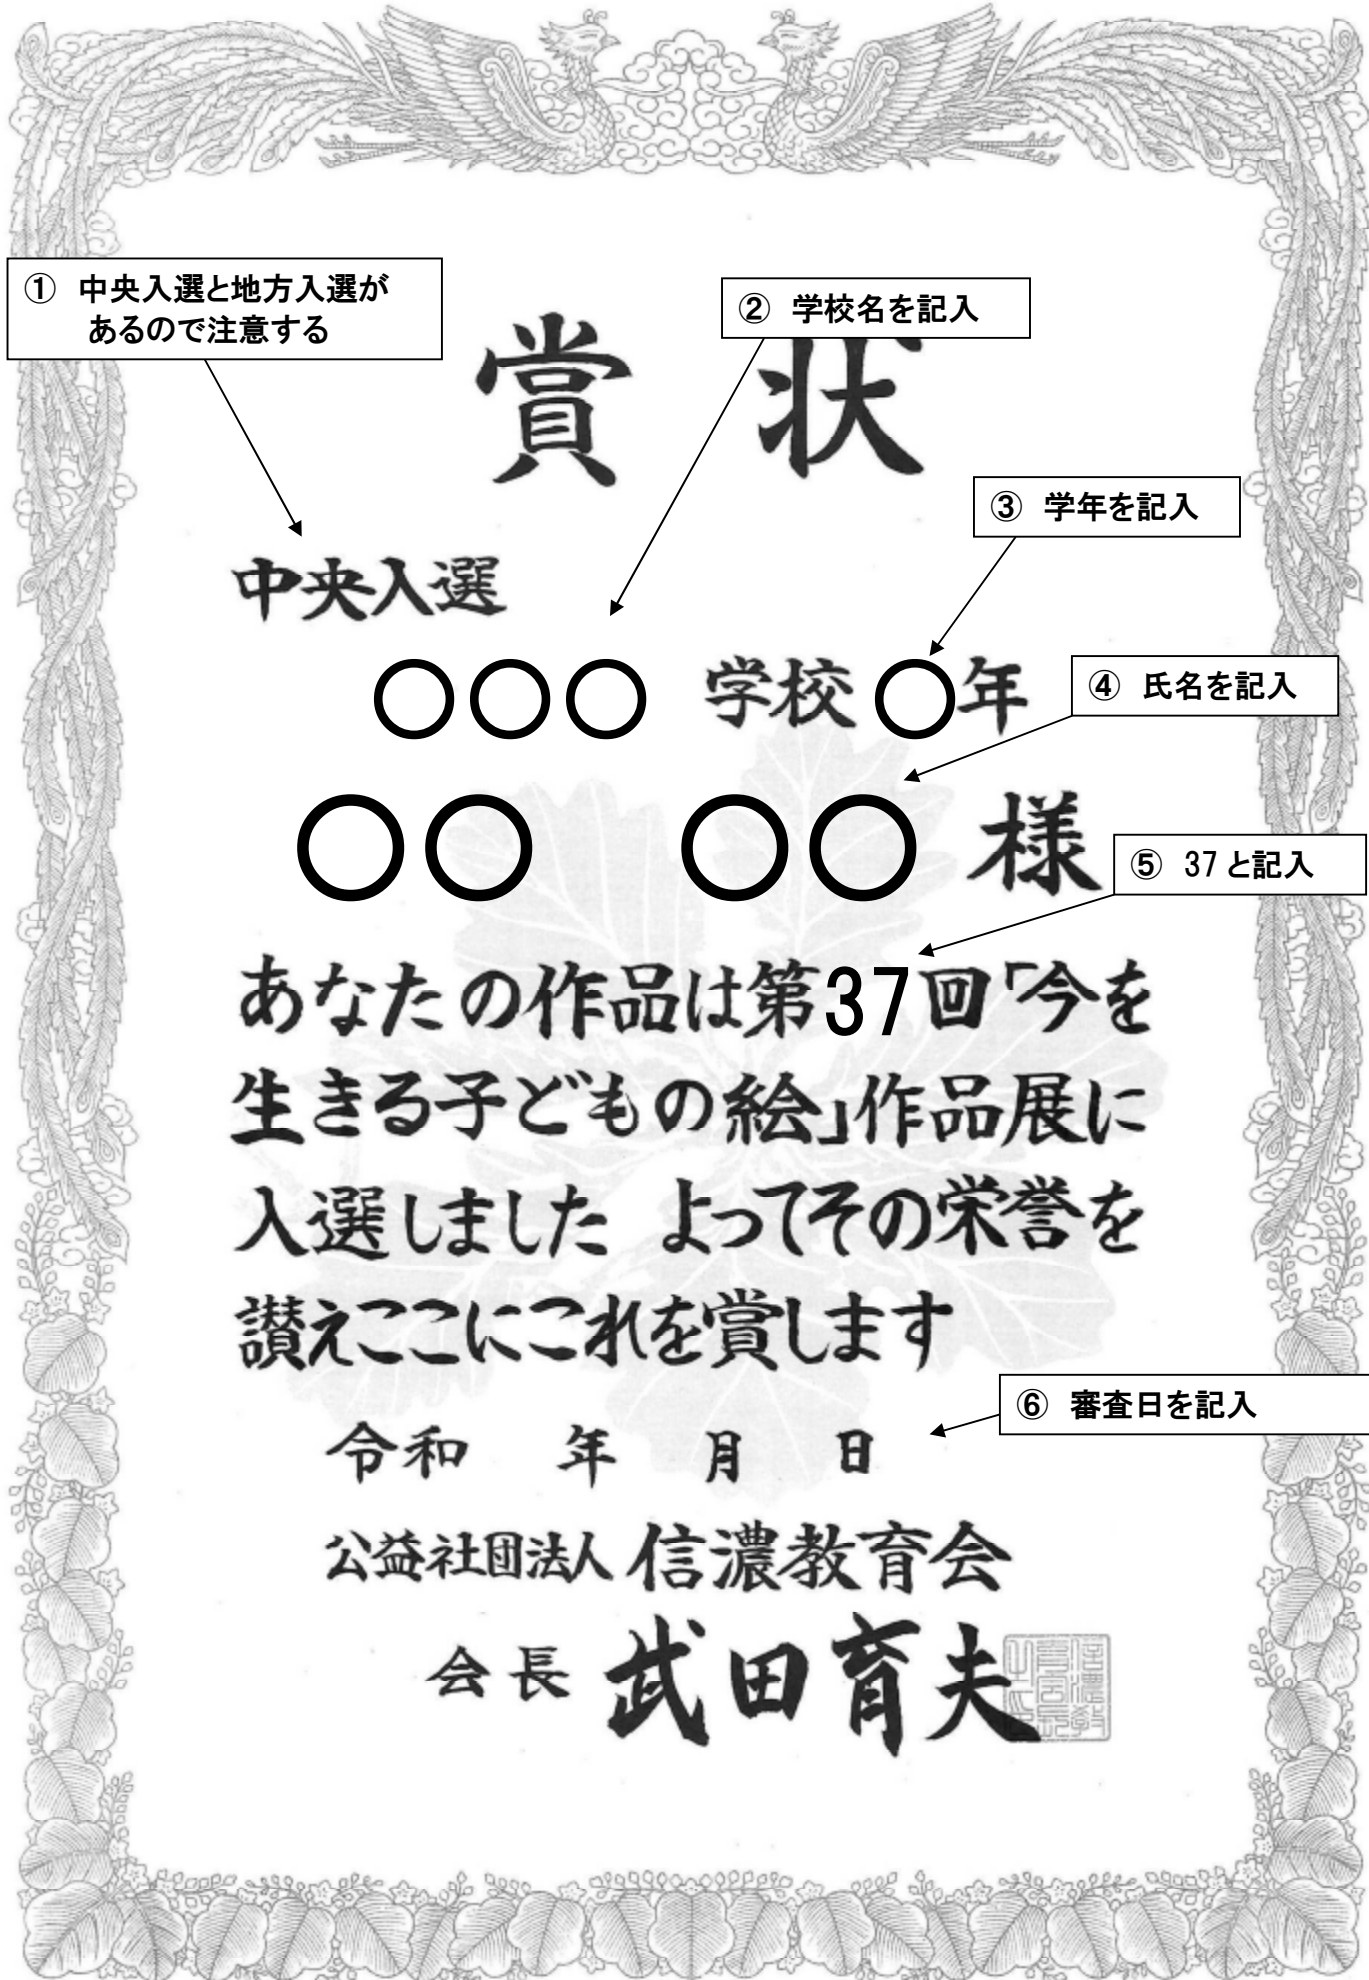 ① 中央入選と地方入選が
あるので注意する
② 学校名を記入
賞 状
③ 学年を記入
中央入選
○○○ 学校 ○年
④ 氏名を記入
○○ ○○ 様
⑤ 37と記入
あなたの作品は第37回「今を
生きる子どもの絵」作品展に
入選しました よってその栄誉を
讃えここにこれを賞します
⑥ 審査日を記入
令和 年 月 日
公益社団法人 信濃教育会
会長 武田育夫